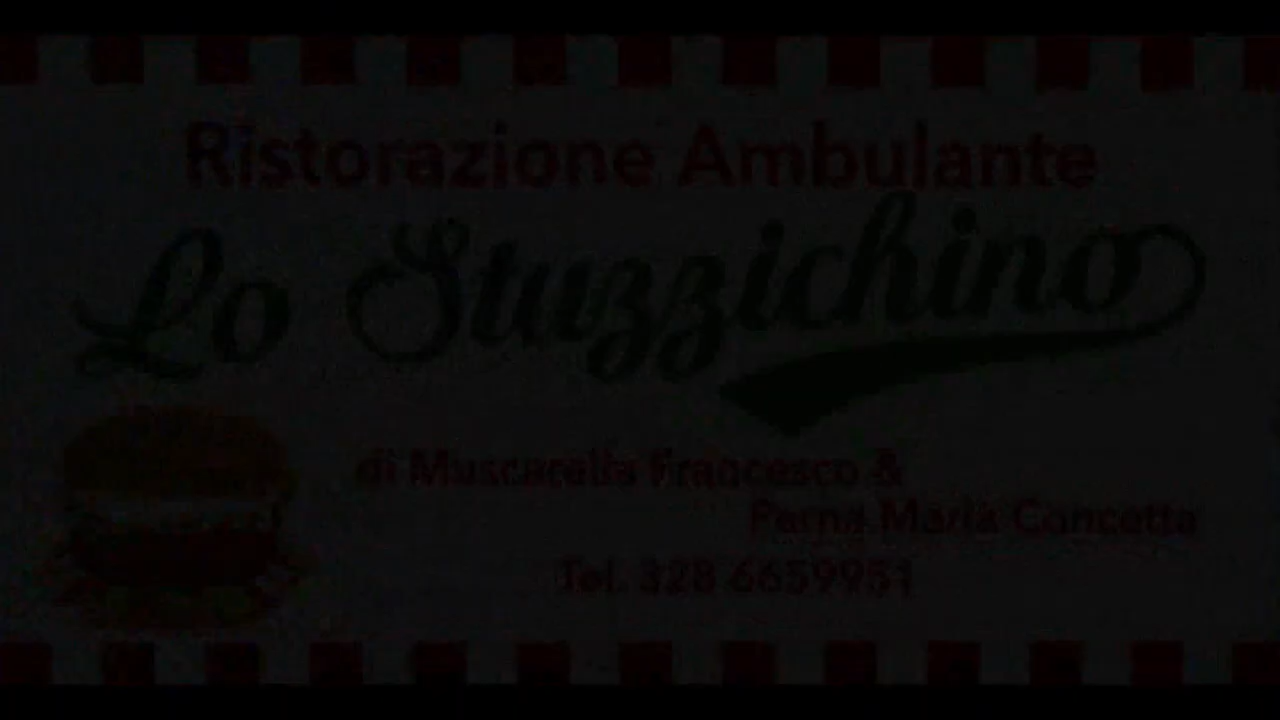 Ristorazione Ambulante
Lo Stuzzichino
di Muscarella Francesco &
Perna Maria Concetta
Tel. 328 6659951